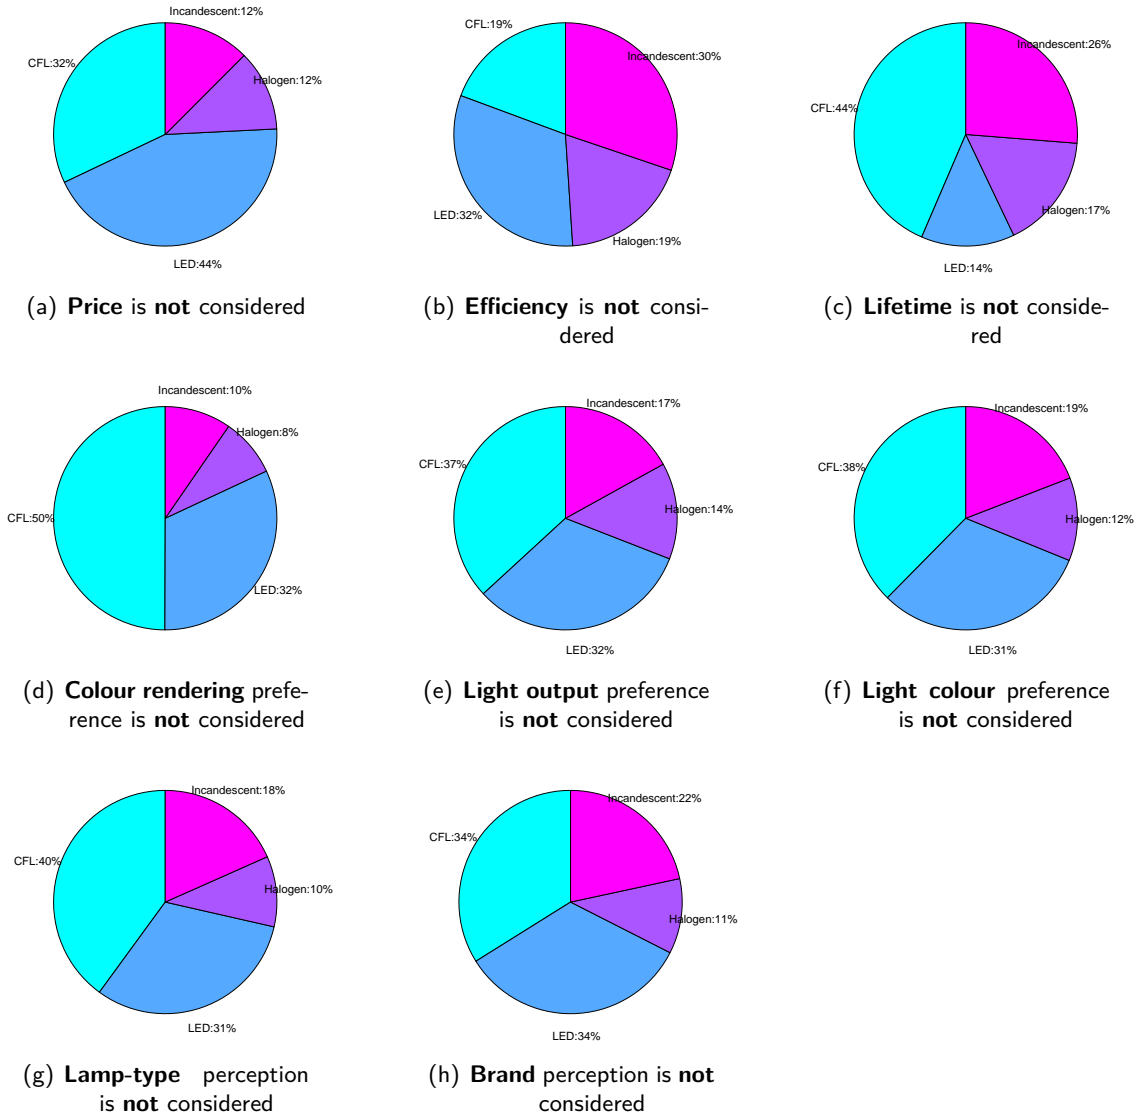 Incandescent:12%
CFL:32%
Halogen:12%
LED:44%
(a) Price is not considered
CFL:19%
Incandescent:30%
LED:32%
Halogen:19%
(b) Efficiency is not consi-
dered
Incandescent:26%
CFL:44%
Halogen:17%
LED:14%
(c) Lifetime is not conside-
red
Incandescent:10%
Halogen:8%
CFL:50%
LED:32%
(d) Colour rendering prefe-
rence is not considered
Incandescent:17%
CFL:37%
Halogen:14%
LED:32%
(e) Light output preference
is not considered
Incandescent:19%
CFL:38%
Halogen:12%
LED:31%
(f) Light colour preference
is not considered
Incandescent:18%
CFL:40%
Halogen:10%
LED:31%
(g) Lamp-type perception
is not considered
Incandescent:22%
CFL:34%
Halogen:11%
LED:34%
(h) Brand perception is not
considered